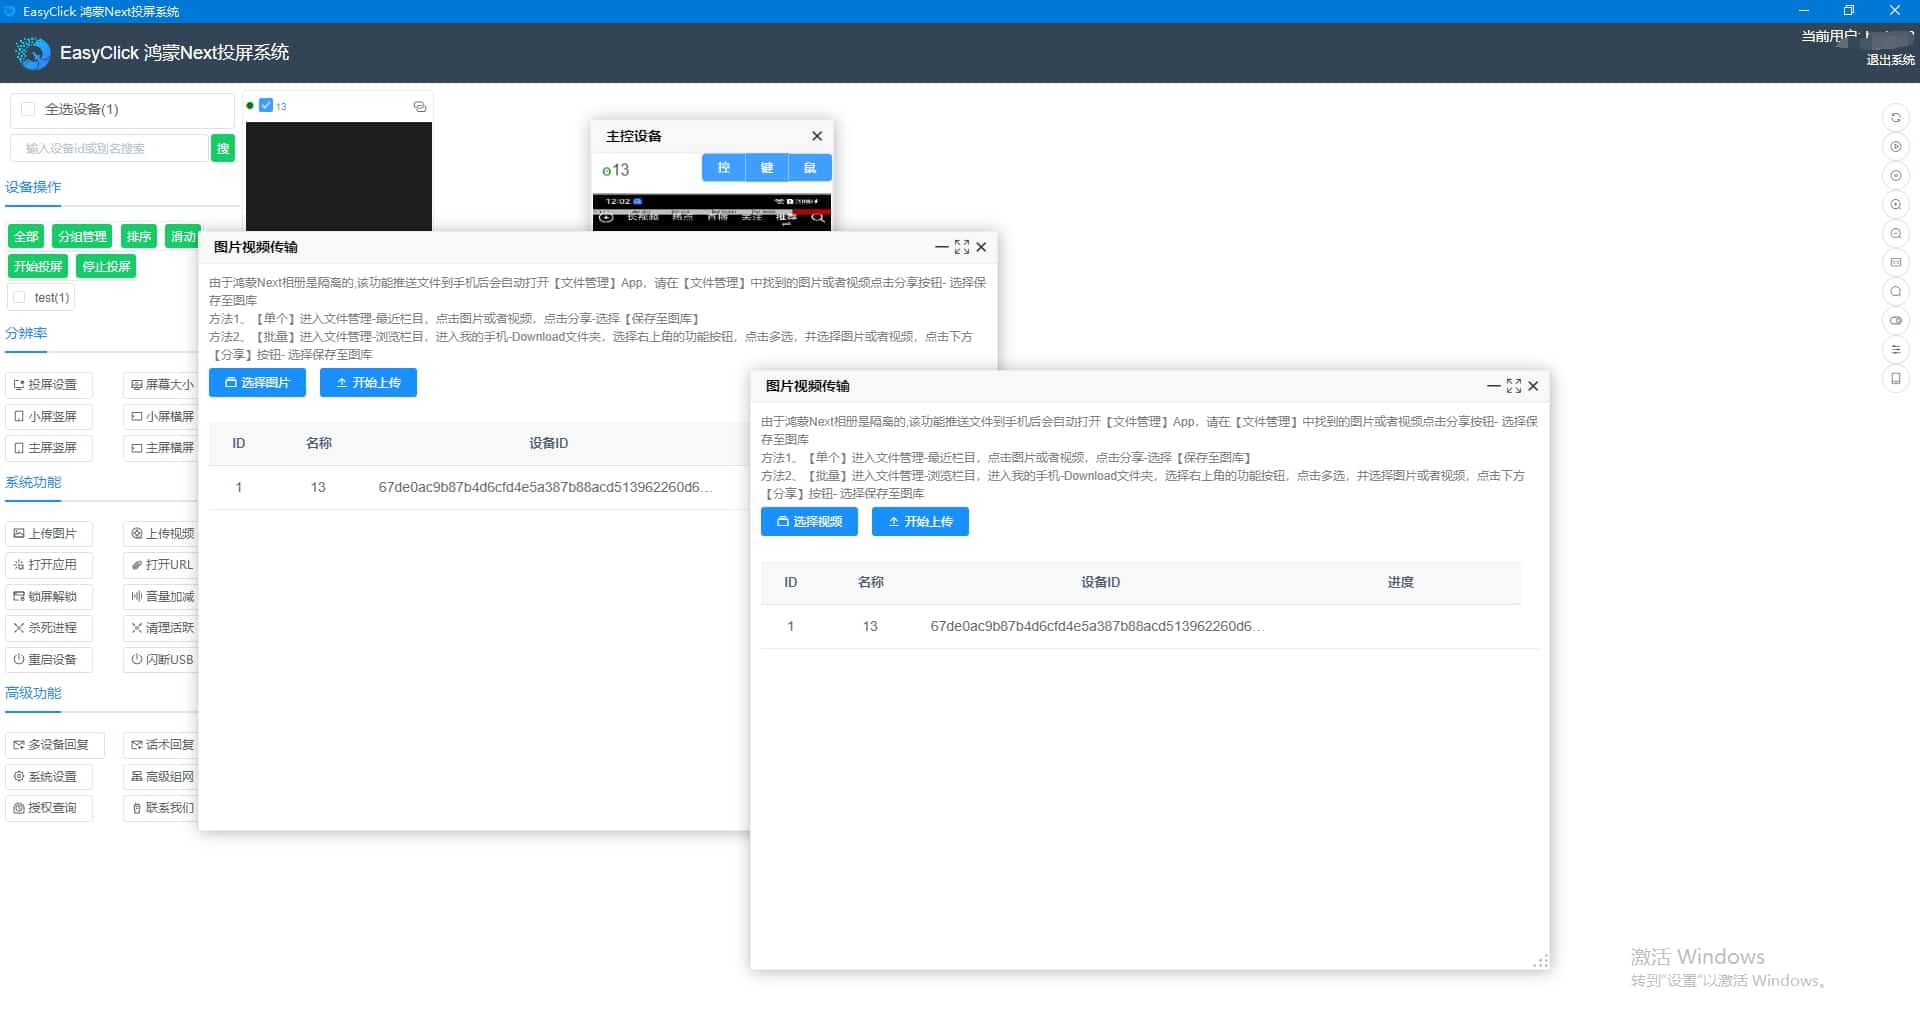 EasyClick 鸿蒙Next投屏系统
EasyClick 鸿蒙Next投屏系统
当前用户:
退出系统
全选设备(1)
输入设备id或别名搜索
搜
设备操作
全部
分组管理
排序
滑动
开始投屏
停止投屏
test(1)
分辨率
投屏设置
屏幕大小
小屏竖屏
小屏横屏
主屏竖屏
主屏横屏
系统功能
上传图片
上传视频
打开应用
打开URL
锁屏解锁
音量加减
杀死进程
清理活跃
重启设备
闪断USB
高级功能
多设备回复
话术回复
系统设置
高级组网
授权查询
联系我们
13
主控设备
13
控
键
鼠
12:02
长视频 热点 直播 关注 推荐
图片视频传输
由于鸿蒙Next相册是隔离的,该功能推送文件到手机后会自动打开【文件管理】App，请在【文件管理】中找到的图片或者视频点击分享按钮- 选择保
存至图库
方法1、【单个】进入文件管理-最近栏目，点击图片或者视频，点击分享-选择【保存至图库】
方法2、【批量】进入文件管理-浏览栏目，进入我的手机-Download文件夹，选择右上角的功能按钮，点击多选，并选择图片或者视频，点击下方
【分享】按钮- 选择保存至图库
选择图片
开始上传
ID 名称 设备ID
1 13 67de0ac9b87b4d6cfd4e5a387b88acd513962260d6...
图片视频传输
由于鸿蒙Next相册是隔离的,该功能推送文件到手机后会自动打开【文件管理】App，请在【文件管理】中找到的图片或者视频点击分享按钮- 选择保
存至图库
方法1、【单个】进入文件管理-最近栏目，点击图片或者视频，点击分享-选择【保存至图库】
方法2、【批量】进入文件管理-浏览栏目，进入我的手机-Download文件夹，选择右上角的功能按钮，点击多选，并选择图片或者视频，点击下方
【分享】按钮- 选择保存至图库
选择视频
开始上传
ID 名称 设备ID 进度
1 13 67de0ac9b87b4d6cfd4e5a387b88acd513962260d6...
激活 Windows
转到“设置”以激活 Windows。